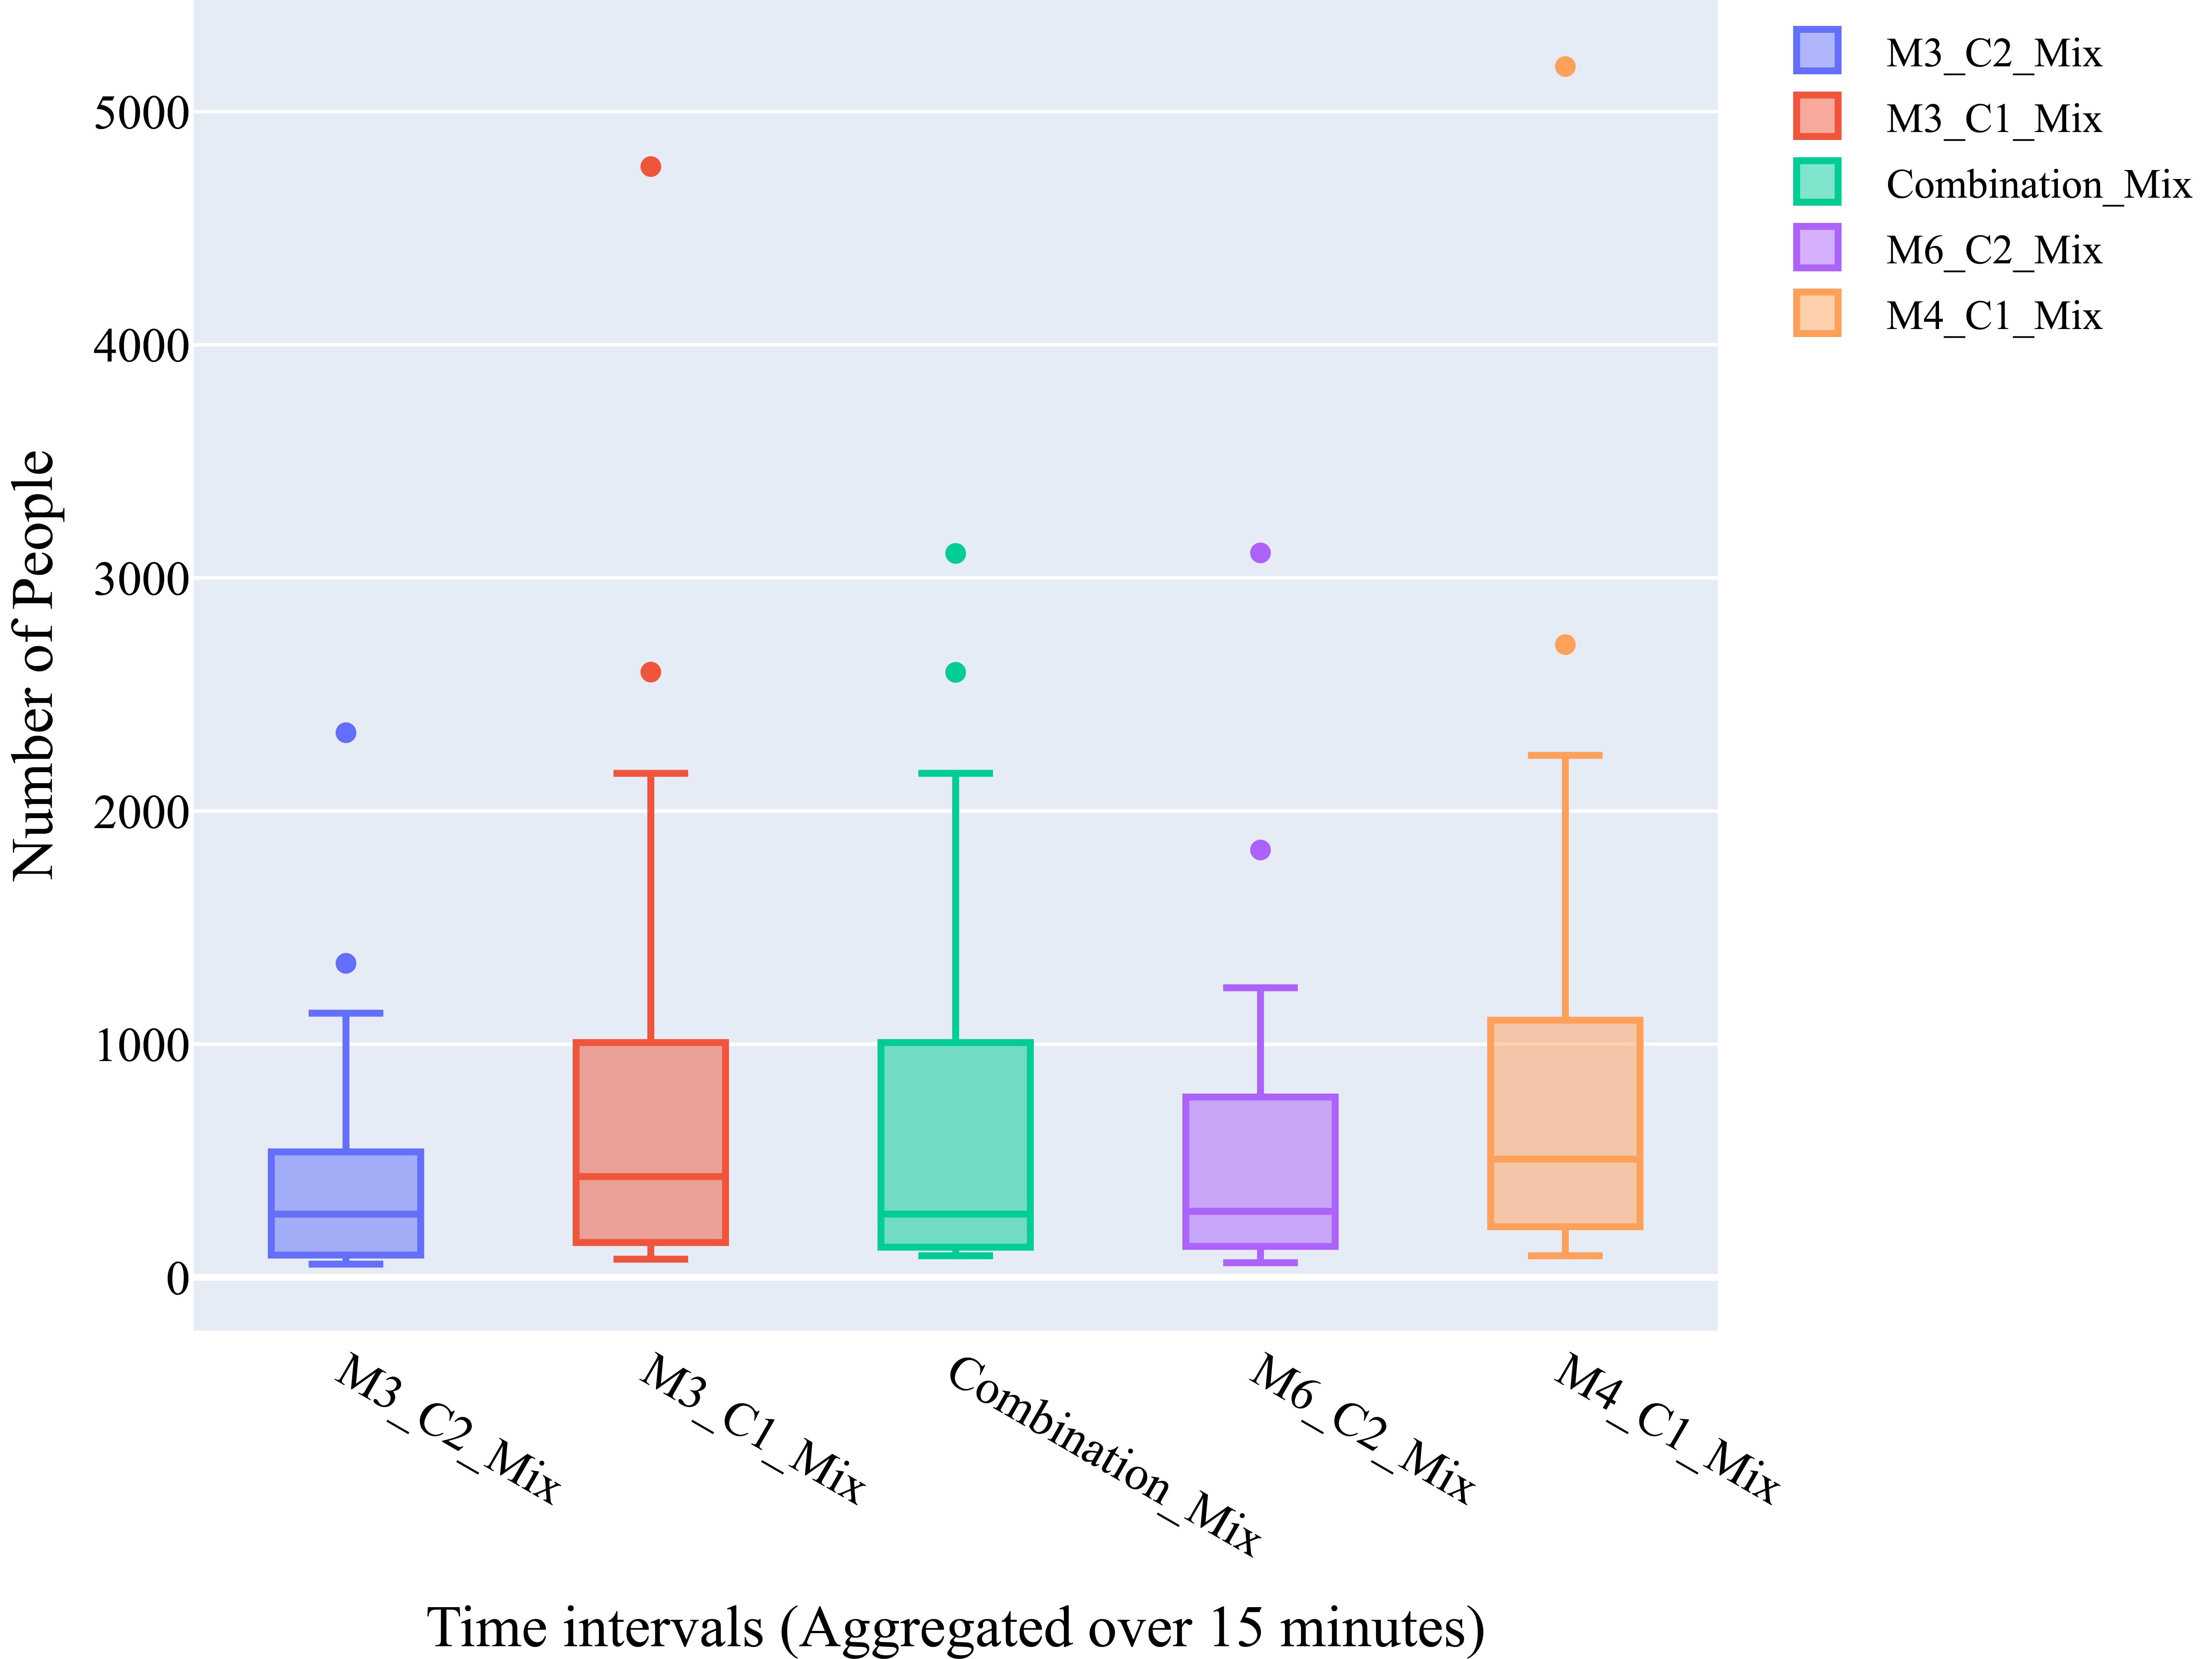 M3_C2_Mix
M3_C1_Mix
Combination_Mix
M6_C2_Mix
M4_C1_Mix
Number of People
5000
4000
3000
2000
1000
0
M3_C2_Mix
M3_C1_Mix
Combination_Mix
M6_C2_Mix
M4_C1_Mix
Time intervals (Aggregated over 15 minutes)